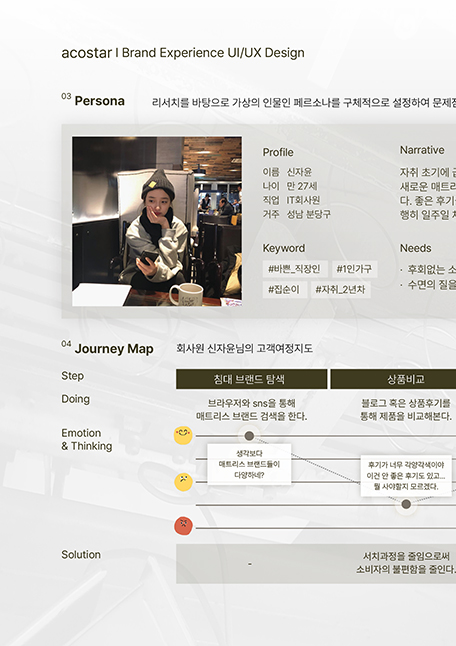 acostar | Brand Experience UI/UX Design
03 Persona
리서치를 바탕으로 가상의 인물인 페르소나를 구체적으로 설정하여 문제점
Profile
이름 신자윤
나이 만 27세
직업 IT회사원
거주 성남 분당구
Narrative
자취 초기에 급
새로운 매트리
다. 좋은 후기
행히 일주일 차
Keyword
#바쁜_직장인 #1인가구
#집순이 #자취_2년차
Needs
· 후회없는 소
· 수면의 질을
04 Journey Map
회사원 신자윤님의 고객여정지도
Step
침대 브랜드 탐색
상품비교
Doing
브라우저와 sns을 통해
매트리스 브랜드 검색을 한다.
블로그 혹은 상품후기를
통해 제품을 비교해본다.
Emotion
& Thinking
생각보다
매트리스 브랜드들이
다양하네?
후기가 너무 각양각색이야
이건 안 좋은 후기도 있고...
뭘 사야할지 모르겠다.
Solution
-
서치과정을 줄임으로써
소비자의 불편함을 줄인다.